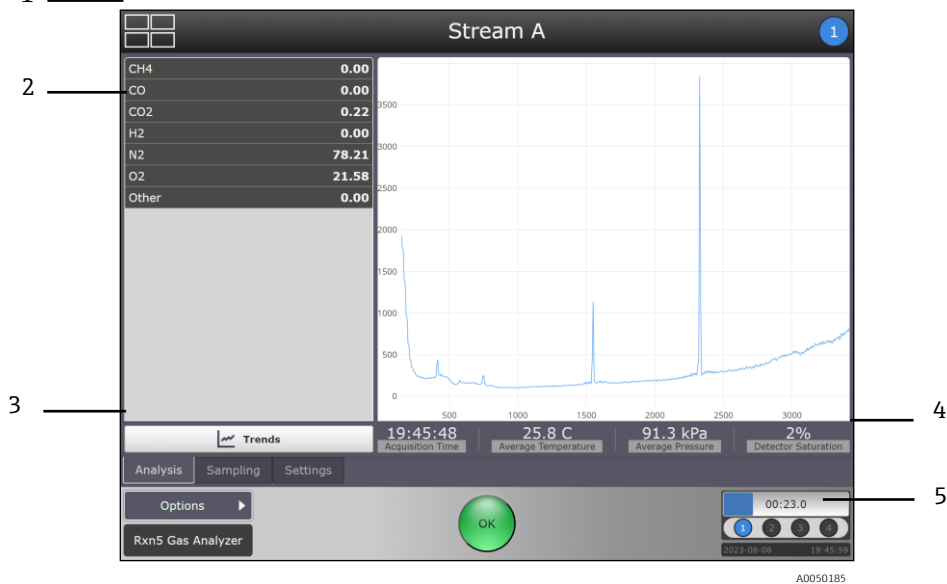 1
Stream A
1
CH4 0.00
2
CO 0.00
CO2 0.22
H2 0.00
N2 78.21
O2 21.58
Other 0.00
3500
3000
2500
2000
1500
1000
500
0
500 1000 1500 2000 2500 3000
3
4
Trends
19:45:48 25.8 C 91.3 kPa 2%
Acquisition Time Average Temperature Average Pressure Detector Saturation
Analysis Sampling Settings
5
Options
00:23.0
OK
1 2 3 4
Rxn5 Gas Analyzer
2023-08-08 19:45:59
A0050185